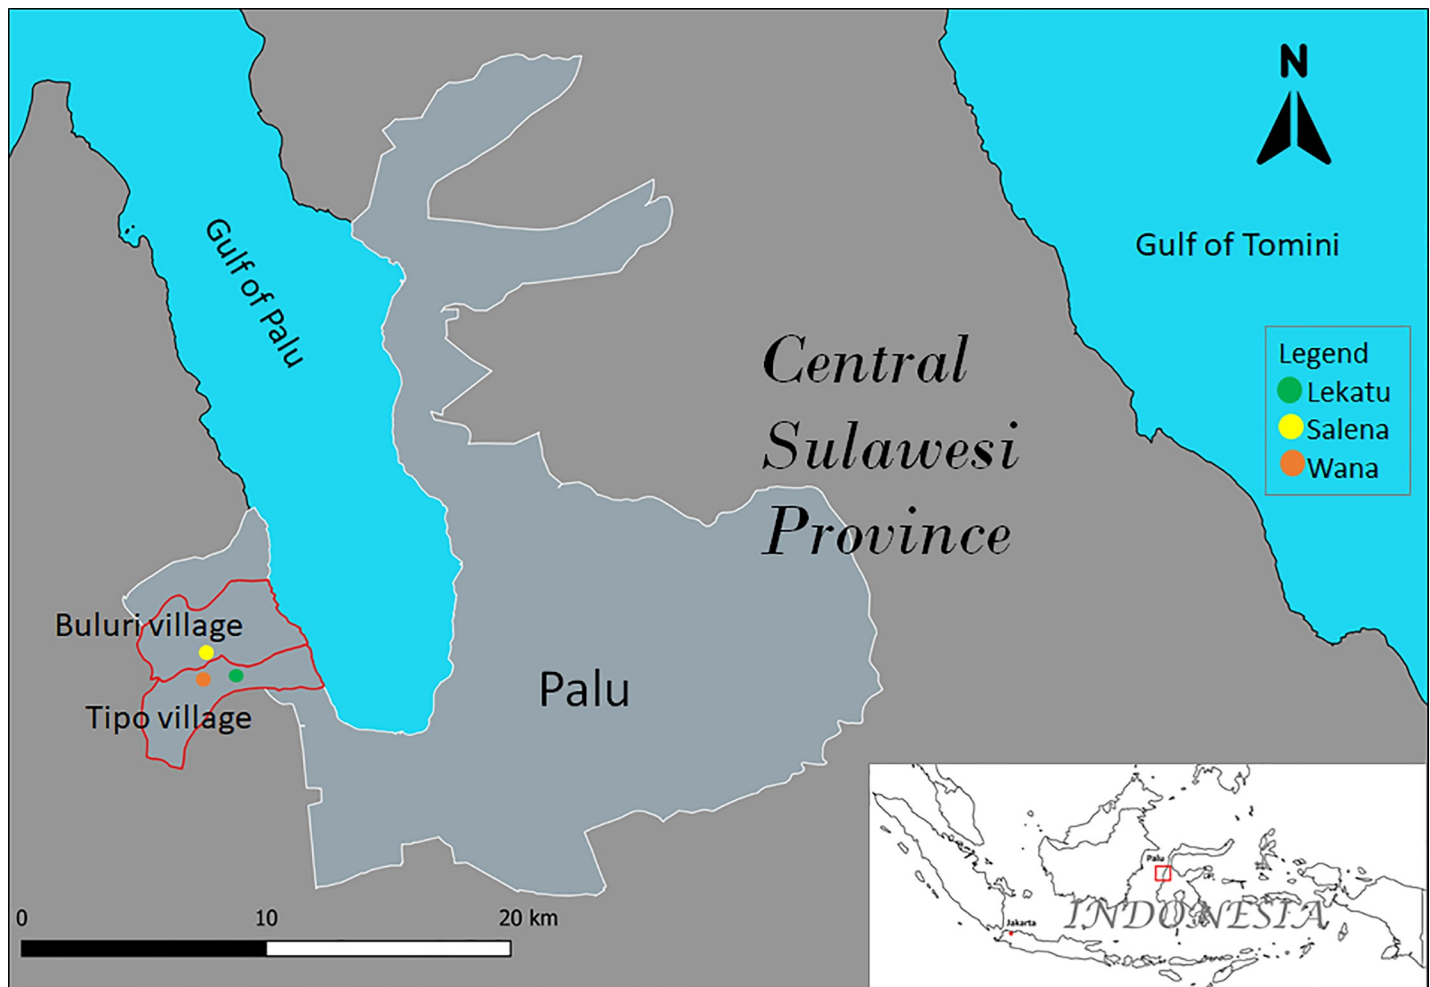 N
Gulf of Palu
Gulf of Tomini
Central
Sulawesi
Province
Legend
Lekatu
Salena
Wana
Buluri village
Tipo village
Palu
0 10 20 km
Palu
INDONESIA
Jakarta